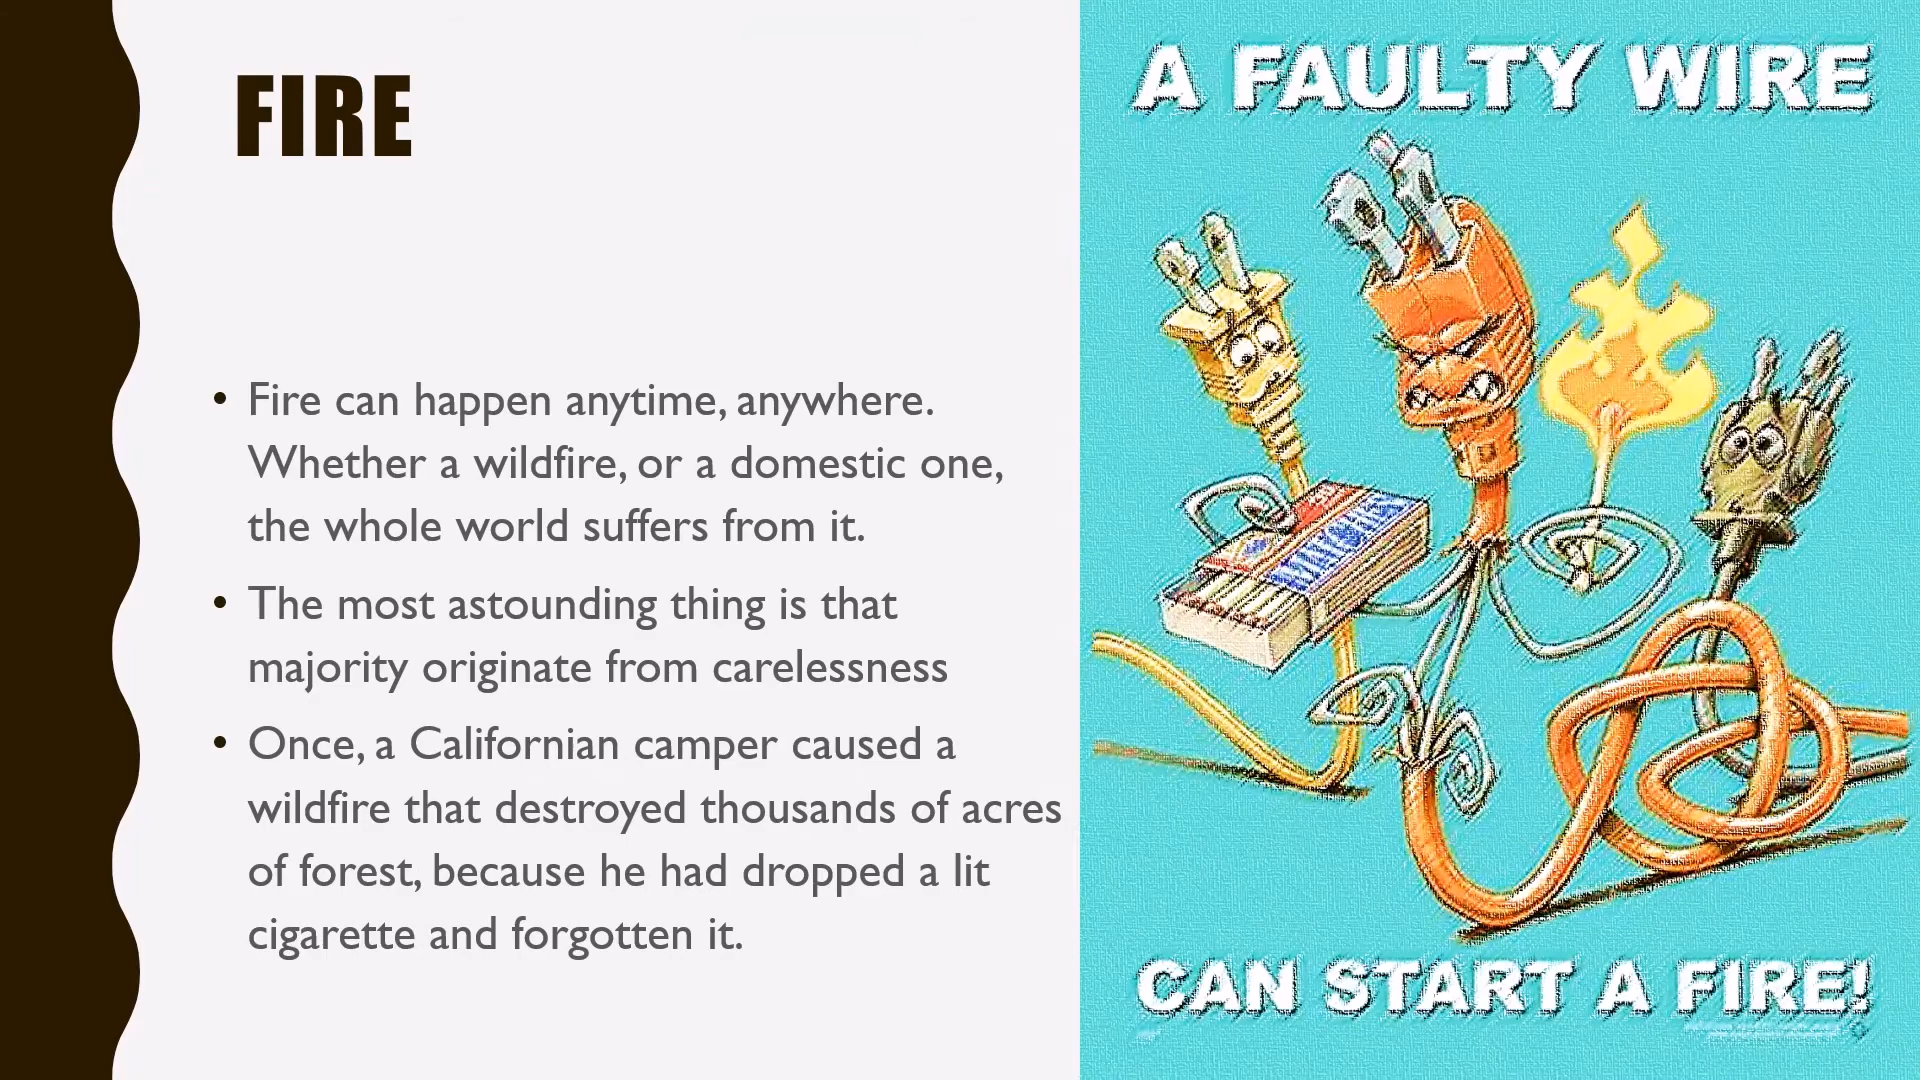 FIRE
• Fire can happen anytime, anywhere.
Whether a wildfire, or a domestic one,
the whole world suffers from it.
• The most astounding thing is that
majority originate from carelessness
• Once, a Californian camper caused a
wildfire that destroyed thousands of acres
of forest, because he had dropped a lit
cigarette and forgotten it.
A FAULTY WIRE
MATCHES
CAN START A FIRE!